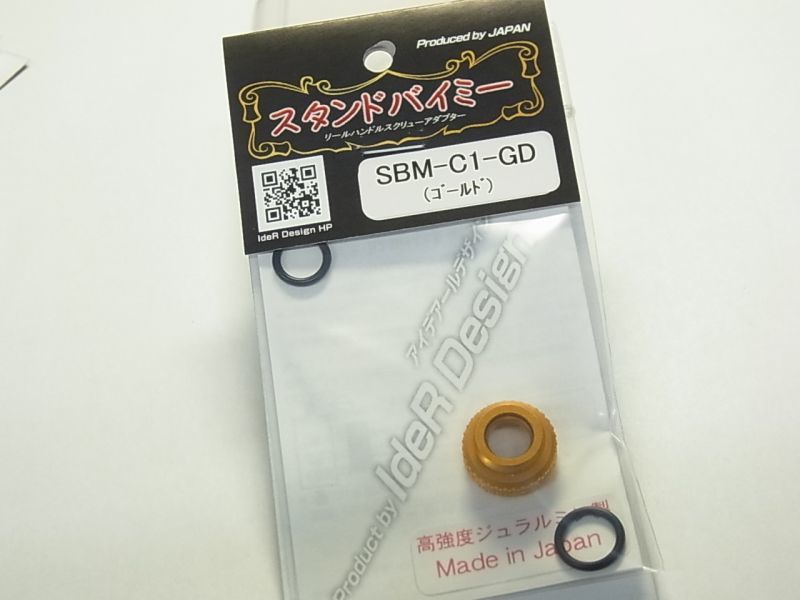 Produced by JAPAN
スタンドバイミー
リールハンドルスクリューアダプター
SBM-C1-GD
(ゴールド)
IdeR Design HP
アイデアールデザイン
Product by IdeR Design
高強度ジュラルミン製
Made in Japan